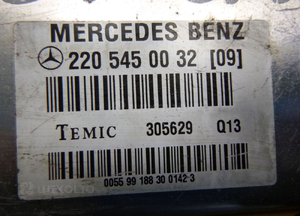 MERCEDES BENZ
220 545 00 32 [09]
TEMIC 305629 Q13
0055 99 188 30 0142-3